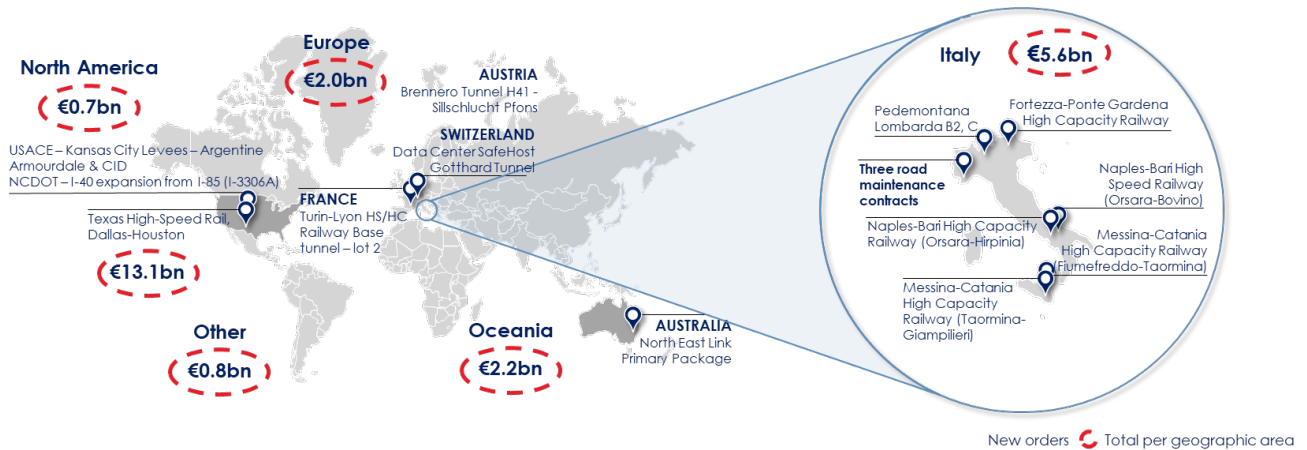 North America
€0.7bn
USACE – Kansas City Levees – Argentine
Armourdale & CID
NCDOT – I-40 expansion from I-85 (I-3306A)
Texas High-Speed Rail,
Dallas-Houston
€13.1bn
Other
€0.8bn
Europe
€2.0bn
AUSTRIA
Brennero Tunnel H41 -
Sillschlucht Pfons
SWITZERLAND
Data Center SafeHost
Gotthard Tunnel
FRANCE
Turin-Lyon HS/HC
Railway Base
tunnel – lot 2
Oceania
€2.2bn
AUSTRALIA
North East Link
Primary Package
Italy
€5.6bn
Pedemontana
Lombarda B2, C
Fortezza-Ponte Gardena
High Capacity Railway
Three road
maintenance
contracts
Naples-Bari High
Speed Railway
(Orsara-Bovino)
Naples-Bari High Capacity
Railway (Orsara-Hirpinia)
Messina-Catania
High Capacity Railway
(Fiumefreddo-Taormina)
Messina-Catania
High Capacity
Railway (Taormina-
Giampilieri)
New orders
Total per geographic area